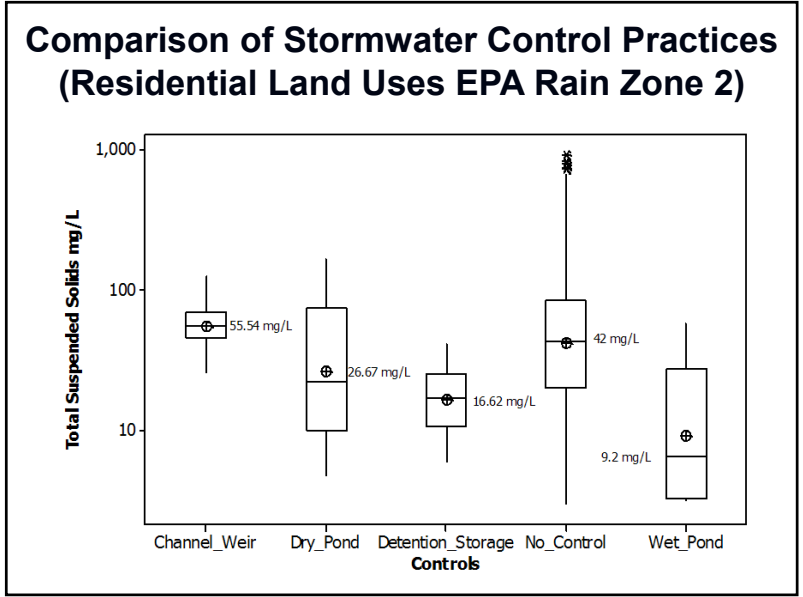 Comparison of Stormwater Control Practices
(Residential Land Uses EPA Rain Zone 2)
1,000
100
10
Total Suspended Solids mg/L
55.54 mg/L
26.67 mg/L
16.62 mg/L
42 mg/L
9.2 mg/L
Channel_Weir Dry_Pond Detention_Storage No_Control Wet_Pond
Controls